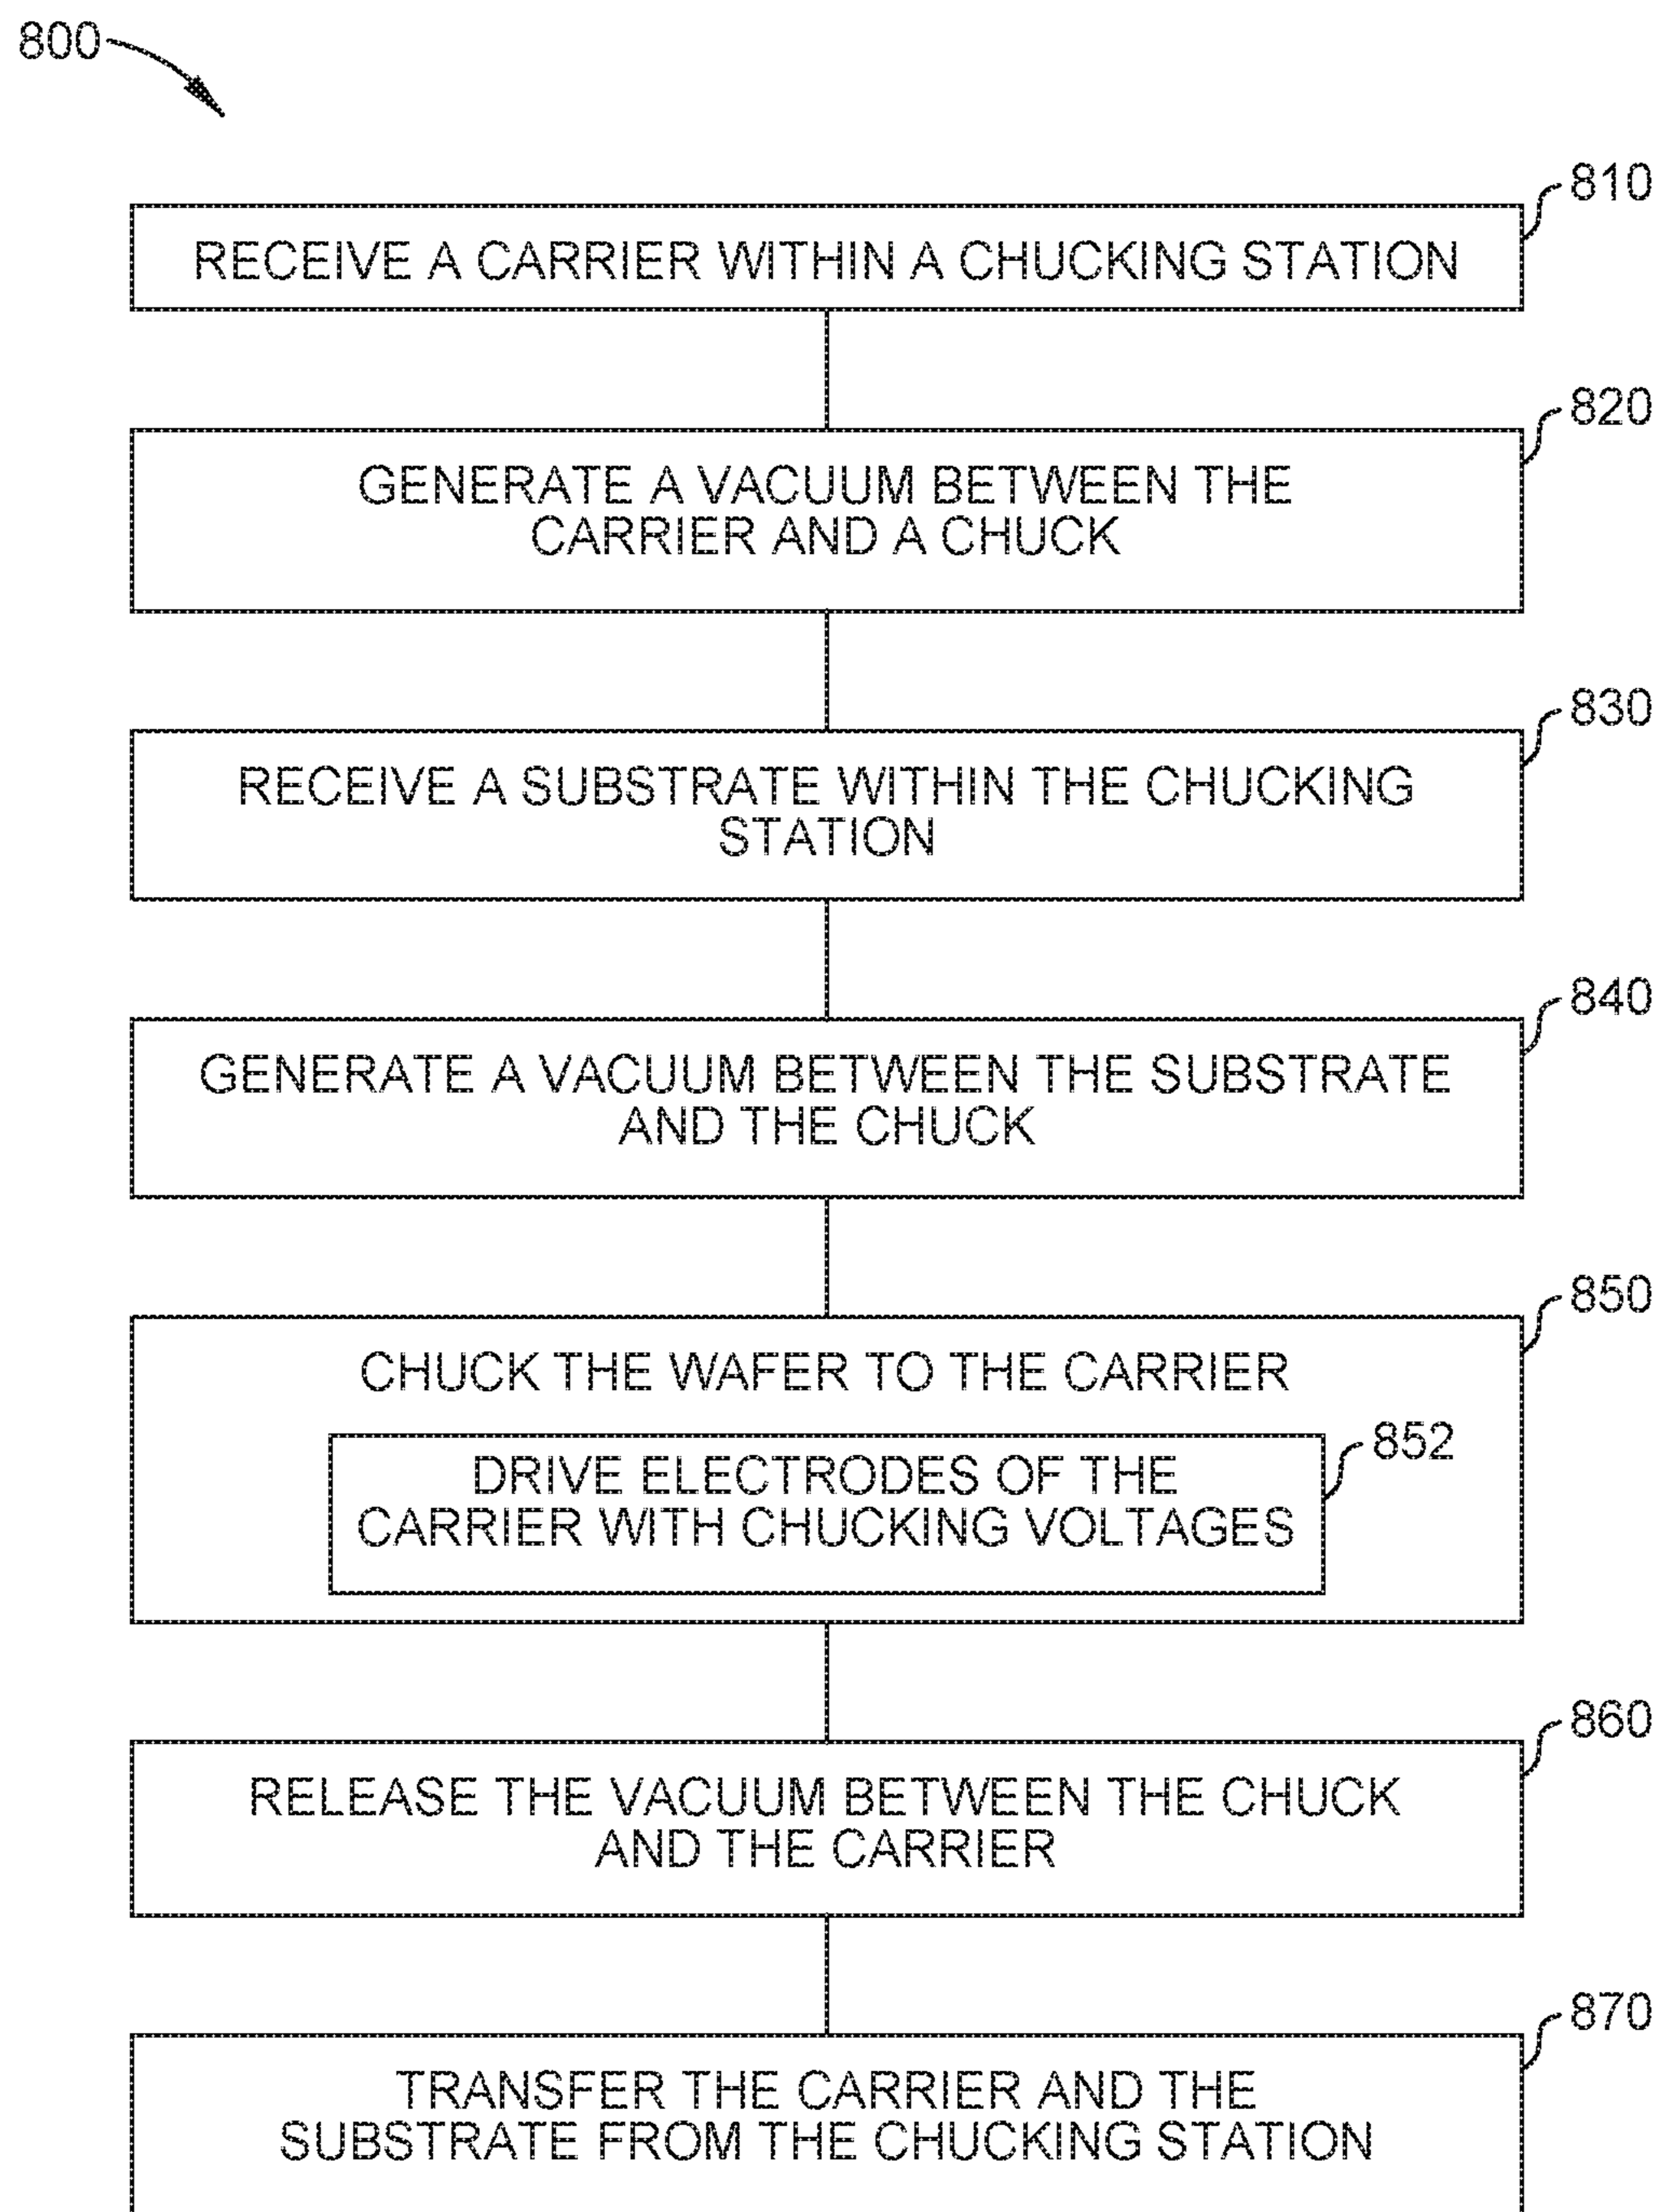 800
810
RECEIVE A CARRIER WITHIN A CHUCKING STATION
820
GENERATE A VACUUM BETWEEN THE
CARRIER AND A CHUCK
830
RECEIVE A SUBSTRATE WITHIN THE CHUCKING
STATION
840
GENERATE A VACUUM BETWEEN THE SUBSTRATE
AND THE CHUCK
850
CHUCK THE WAFER TO THE CARRIER
852
DRIVE ELECTRODES OF THE
CARRIER WITH CHUCKING VOLTAGES
860
RELEASE THE VACUUM BETWEEN THE CHUCK
AND THE CARRIER
870
TRANSFER THE CARRIER AND THE
SUBSTRATE FROM THE CHUCKING STATION